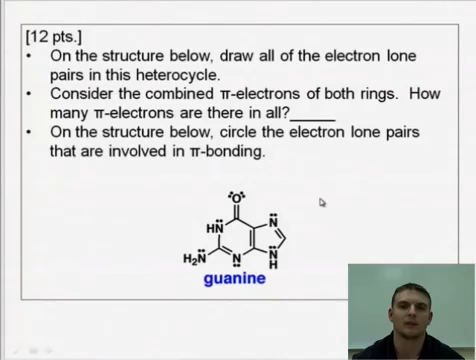 [12 pts.]
• On the structure below, draw all of the electron lone
pairs in this heterocycle.
• Consider the combined π-electrons of both rings. How
many π-electrons are there in all?_____
• On the structure below, circle the electron lone pairs
that are involved in π-bonding.
O
HN
N
H₂N
N
N
H
guanine